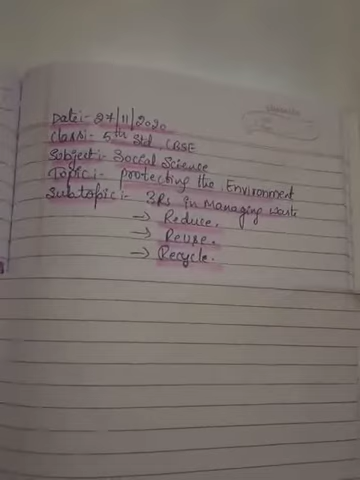 Date:- 27/11/2020
Class:- 5th Std, CBSE
Subject:- Social Science
Topic:- protecting the Environment
Subtopic:- 3Rs in Managing waste
→ Reduce.
→ Reuse.
→ Recycle.